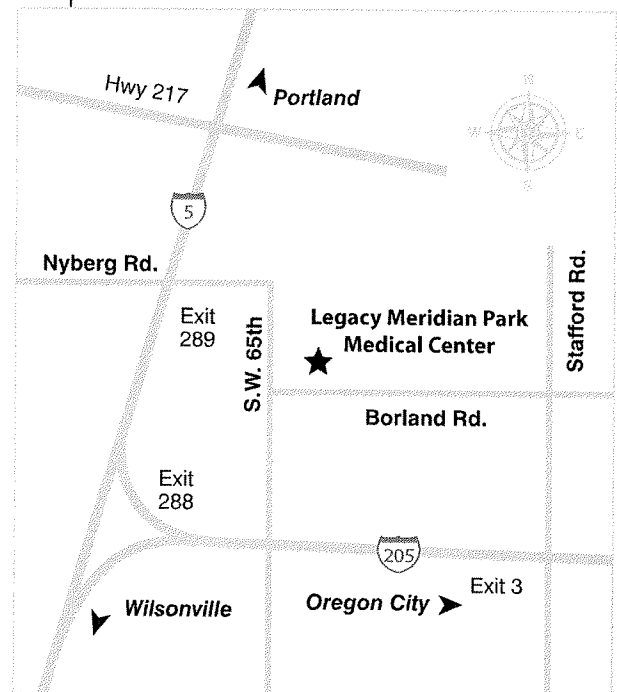 Hwy 217
Portland
N
W
E
S
5
Nyberg Rd.
Exit
289
S.W. 65th
Legacy Meridian Park
Medical Center
Stafford Rd.
Borland Rd.
Exit
288
205
Exit 3
Wilsonville
Oregon City